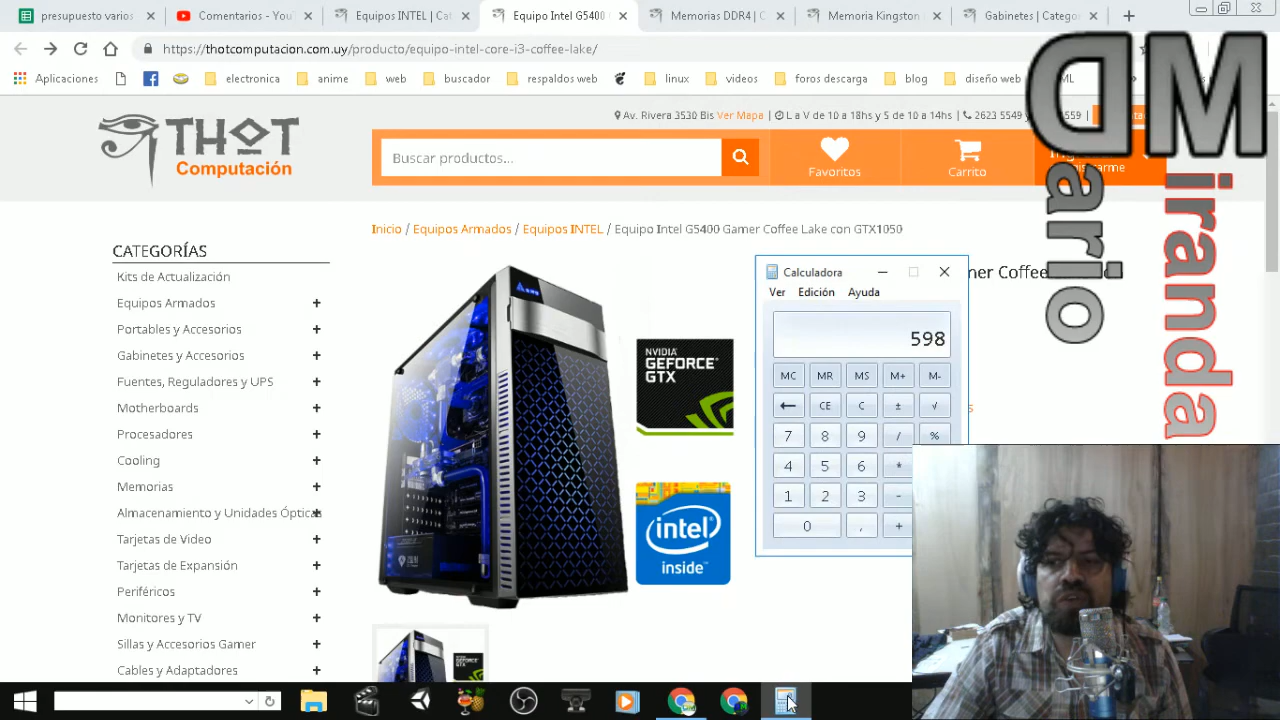 presupuesto varios
Comentarios - You
Equipos INTEL | Cat
Equipo Intel G5400
Memorias DDR4 | C
Memoria Kingston
Gabinetes | Catego
https://thotcomputacion.com.uy/producto/equipo-intel-core-i3-coffee-lake/
Aplicaciones
electronica
anime
web
buscador
respaldos web
linux
videos
foros descarga
blog
diseño web
Av. Rivera 3530 Bis Ver Mapa | L a V de 10 a 18hs y S de 10 a 14hs | 2623 5549
THOT
Computación
Buscar productos...
Favoritos
Carrito
Dario
Miranda
Inicio / Equipos Armados / Equipos INTEL / Equipo Intel G5400 Gamer Coffee Lake con GTX1050
CATEGORÍAS
Kits de Actualización
Equipos Armados +
Portables y Accesorios +
Gabinetes y Accesorios +
Fuentes, Reguladores y UPS +
Motherboards +
Procesadores +
Cooling +
Memorias +
Almacenamiento y Unidades Ópticas +
Tarjetas de Video +
Tarjetas de Expansión +
Periféricos +
Monitores y TV +
Sillas y Accesorios Gamer +
Cables y Adaptadores +
NVIDIA
GEFORCE
GTX
intel
inside
Calculadora
Ver Edición Ayuda
598
MC MR MS M+ M-
← CE C ± √
7 8 9 / %
4 5 6 *
1 2 3 -
0 , +